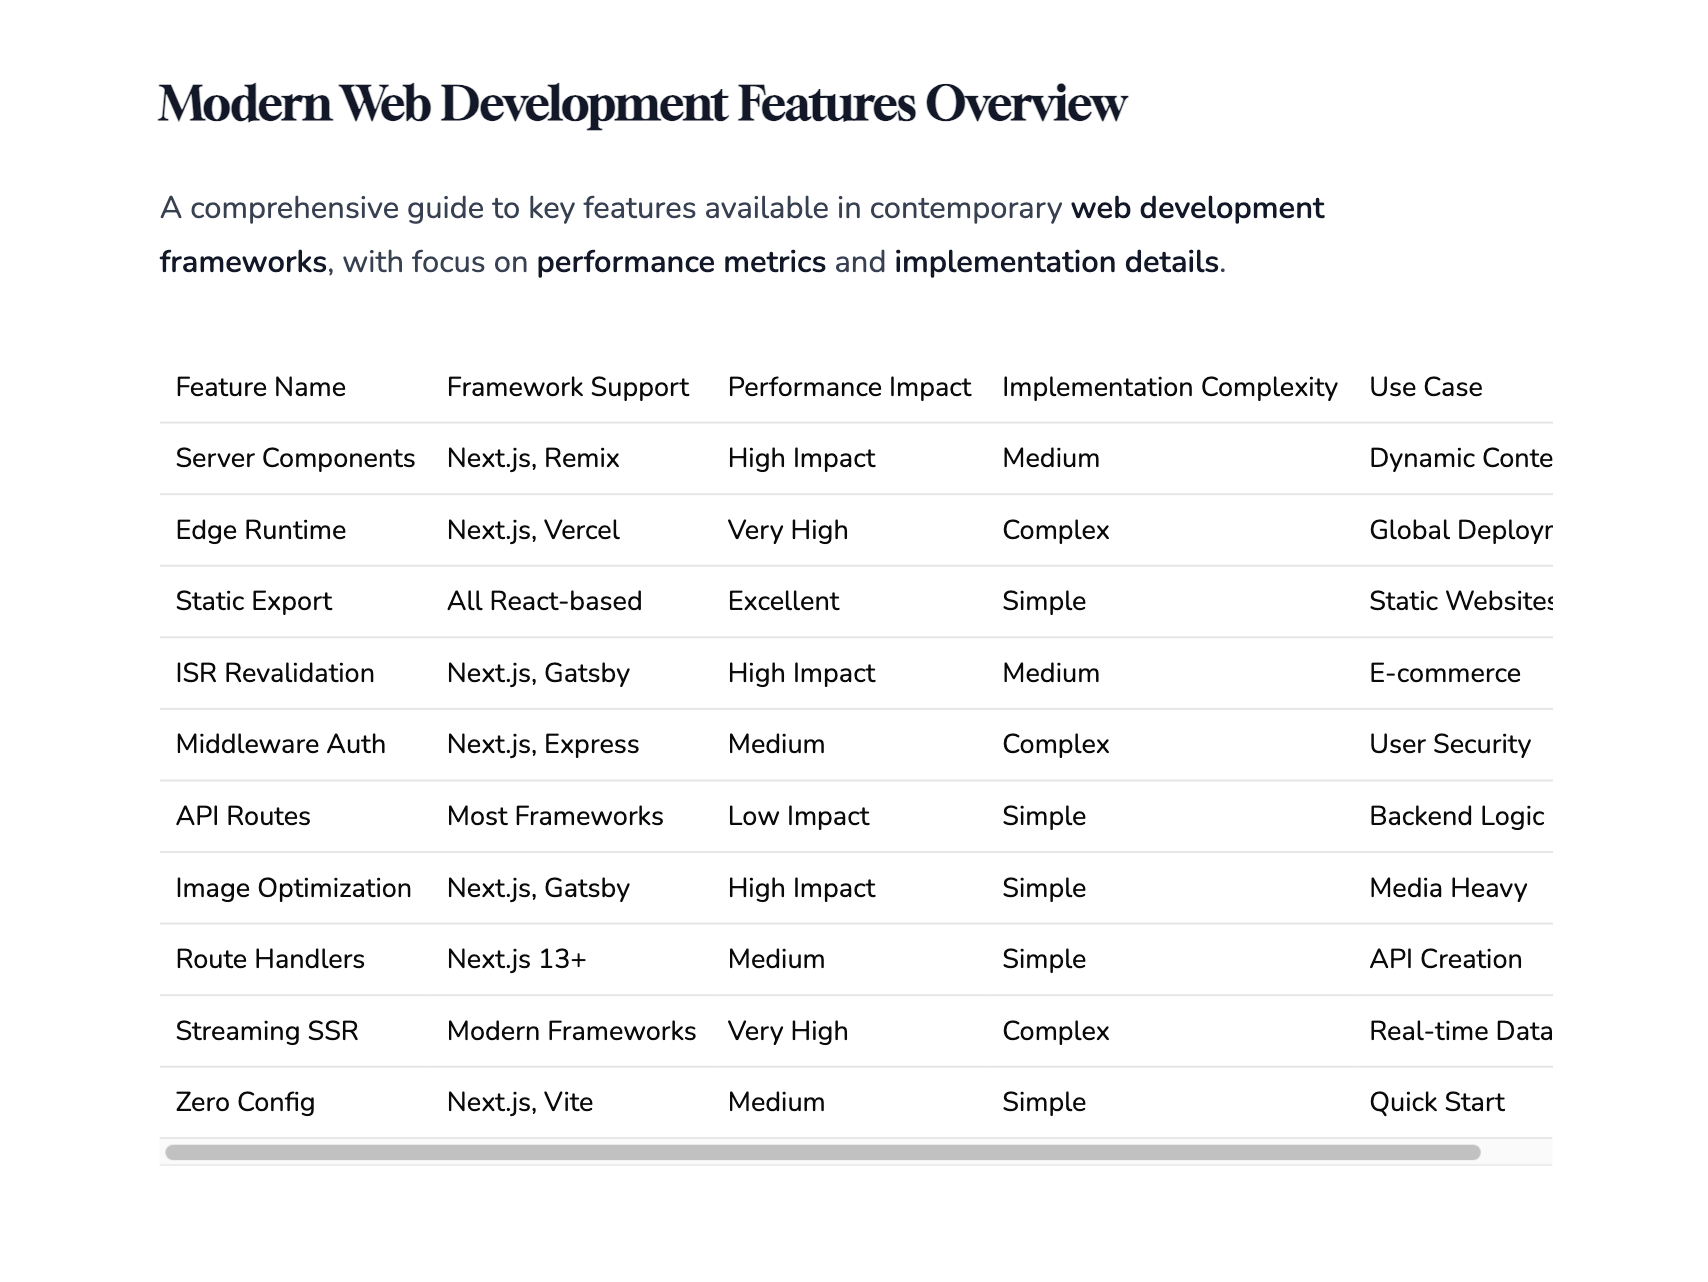 Modern Web Development Features Overview
A comprehensive guide to key features available in contemporary web development
frameworks, with focus on performance metrics and implementation details.
Feature Name Framework Support Performance Impact Implementation Complexity Use Case
Server Components Next.js, Remix High Impact Medium Dynamic
Edge Runtime Next.js, Vercel Very High Complex Global
Static Export All React-based Excellent Simple Static Websites
ISR Revalidation Next.js, Gatsby High Impact Medium E-commerce
Middleware Auth Next.js, Express Medium Complex User Security
API Routes Most Frameworks Low Impact Simple Backend Logic
Image Optimization Next.js, Gatsby High Impact Simple Media Heavy
Route Handlers Next.js 13+ Medium Simple API Creation
Streaming SSR Modern Frameworks Very High Complex Real-time Data
Zero Config Next.js, Vite Medium Simple Quick Start